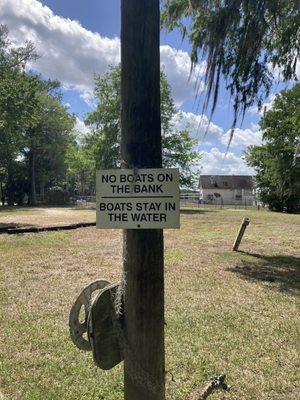 NO BOATS ON
THE BANK
BOATS STAY IN
THE WATER